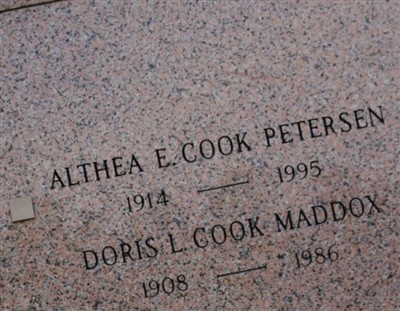 ALTHEA E. COOK PETERSEN
1914 — 1995
DORIS L. COOK MADDOX
1908 — 1986